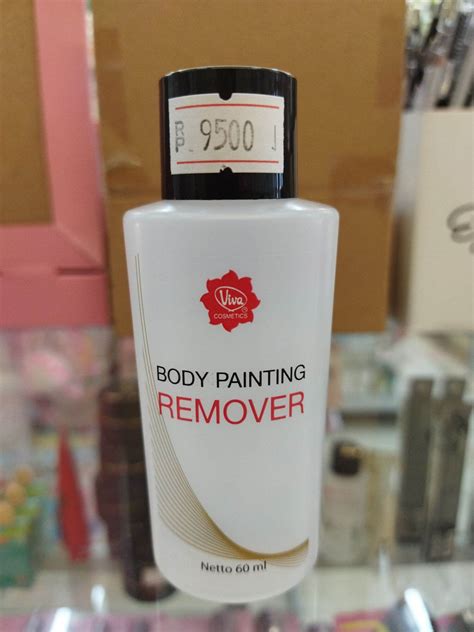 RP 9500
Viva
COSMETICS
BODY PAINTING
REMOVER
Netto 60 ml